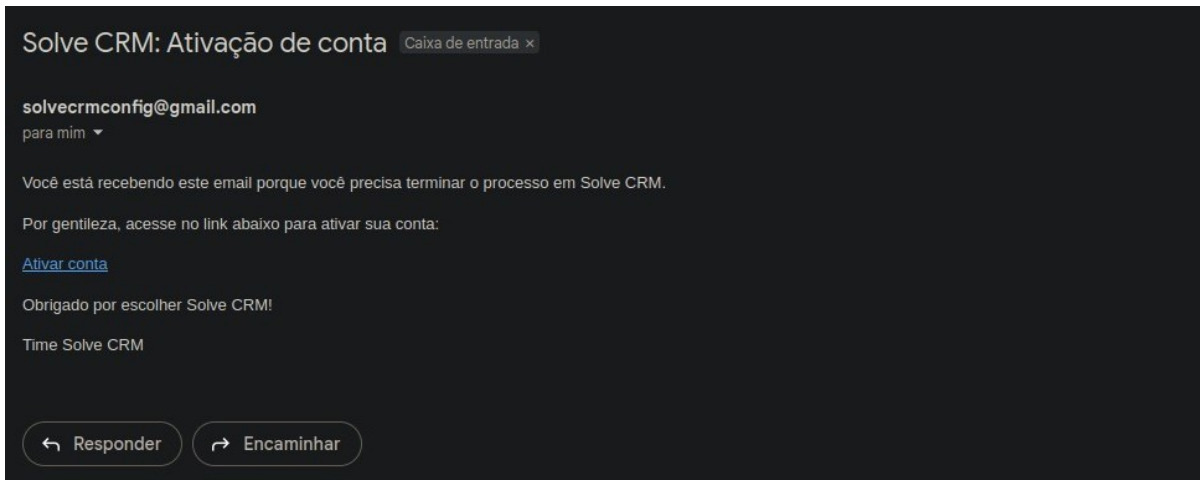 Solve CRM: Ativação de conta Caixa de entrada ×
solvecrmconfig@gmail.com
para mim
Você está recebendo este email porque você precisa terminar o processo em Solve CRM.
Por gentileza, acesse no link abaixo para ativar sua conta:
Ativar conta
Obrigado por escolher Solve CRM!
Time Solve CRM
Responder Encaminhar